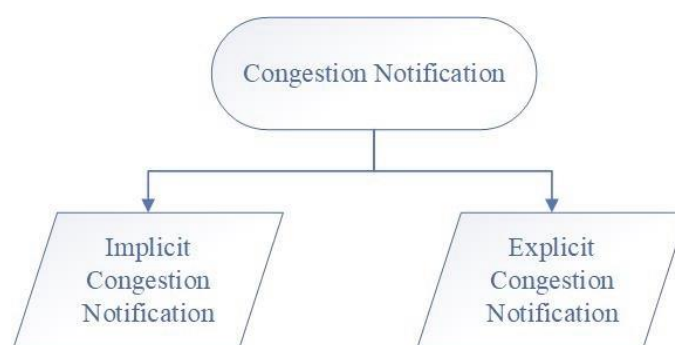 Congestion Notification
Implicit
Congestion
Notification
Explicit
Congestion
Notification